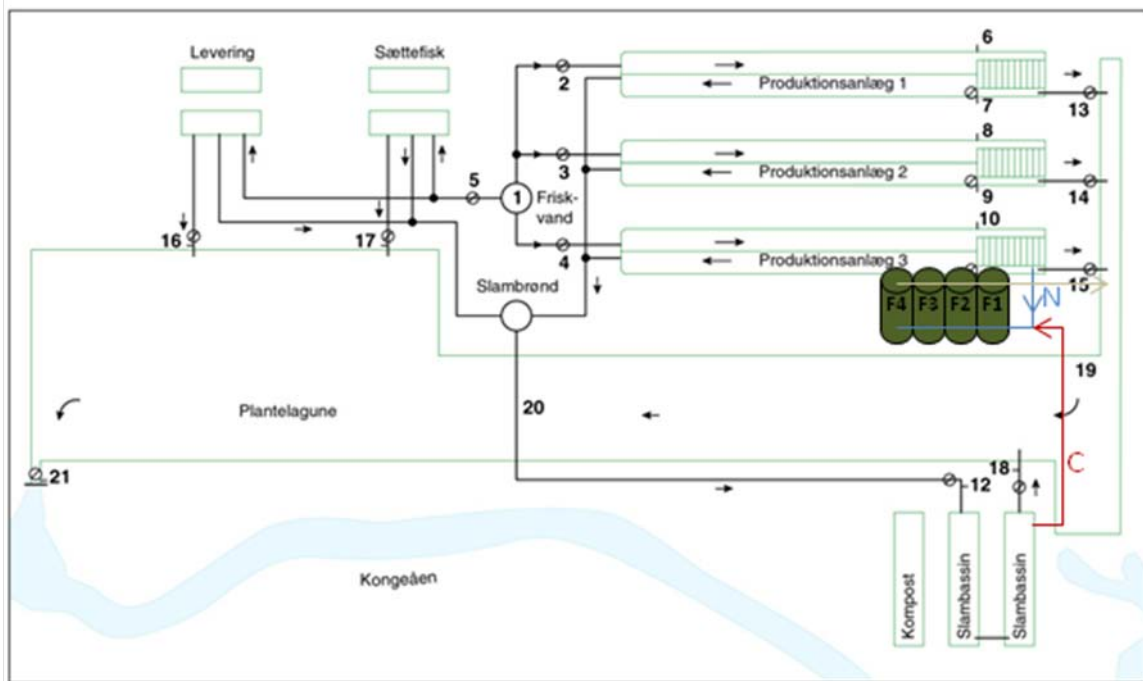 Levering
Sættefisk
6
2
Produktionsanlæg 1
7
13
8
3
Produktionsanlæg 2
5
1
Frisk-
vand
9
14
10
16
17
4
Produktionsanlæg 3
15
Slambrønd
F4
F3
F2
F1
N
19
Plantelagune
20
C
21
18
12
Kongeåen
Kompost
Slambassin
Slambassin